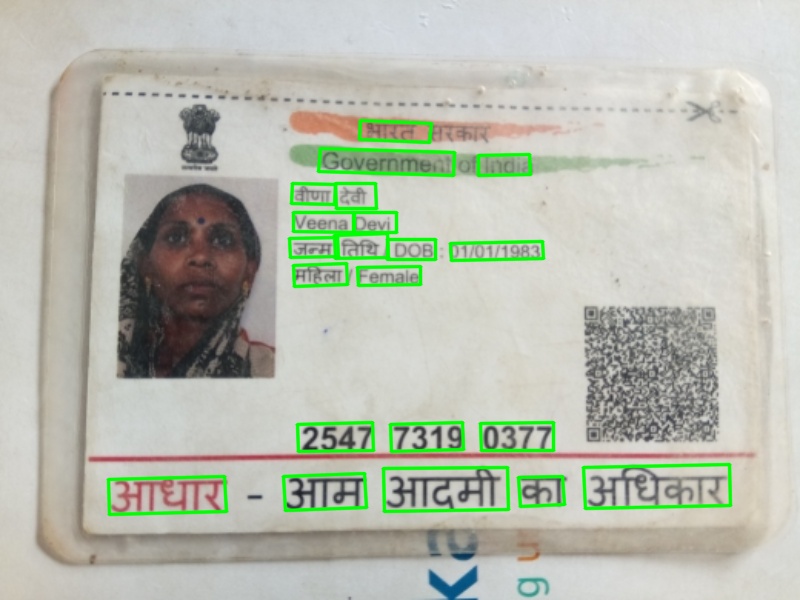 भारत सरकार
Government of India
वीणा देवी
Veena Devi
जन्म तिथि / DOB : 01/01/1983
महिला / Female
2547 7319 0377
आधार - आम आदमी का अधिकार